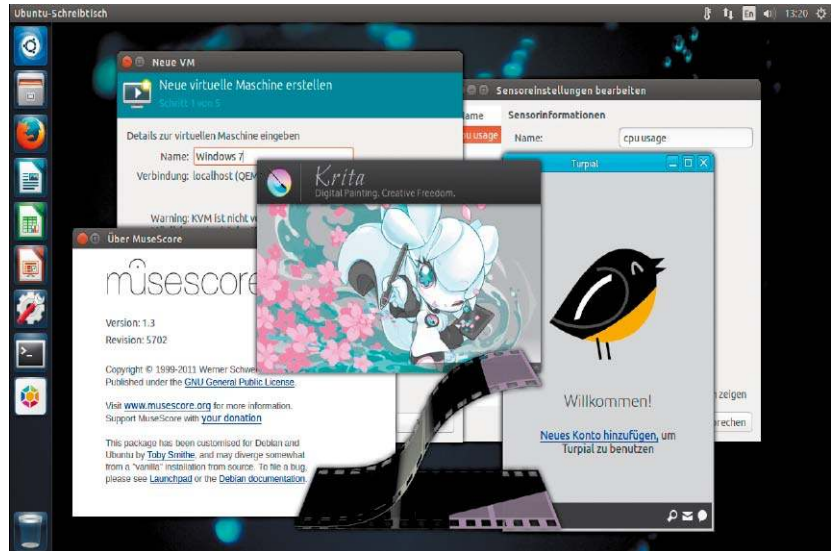 Ubuntu-Schreibtisch
En
13:20
Neue VM
Neue virtuelle Maschine erstellen
Schritt 1 von 5
Details zur virtuellen Maschine eingeben
Name: Windows 7
Verbindung: localhost (QEM
Warning: KVM ist nicht
Sensoreinstellungen bearbeiten
ame
pu usage
Sensorinformationen
Name: cpu usage
Krita
Digital Painting. Creative Freedom.
Turpial
Willkommen!
Neues Konto hinzufügen, um
Turpial zu benutzen
zeigen
rechen
Über MuseScore
musescore
Version: 1.3
Revision: 5702
Copyright © 1999-2011 Werner Schwe
Published under the GNU General Public License.
Visit www.musescore.org for more information.
Support MuseScore with your donation
This package has been customised for Debian and
Ubuntu by Toby Smithe, and may diverge somewhat
from a "vanilla" installation from source. To file a bug,
please see Launchpad or the Debian documentation.